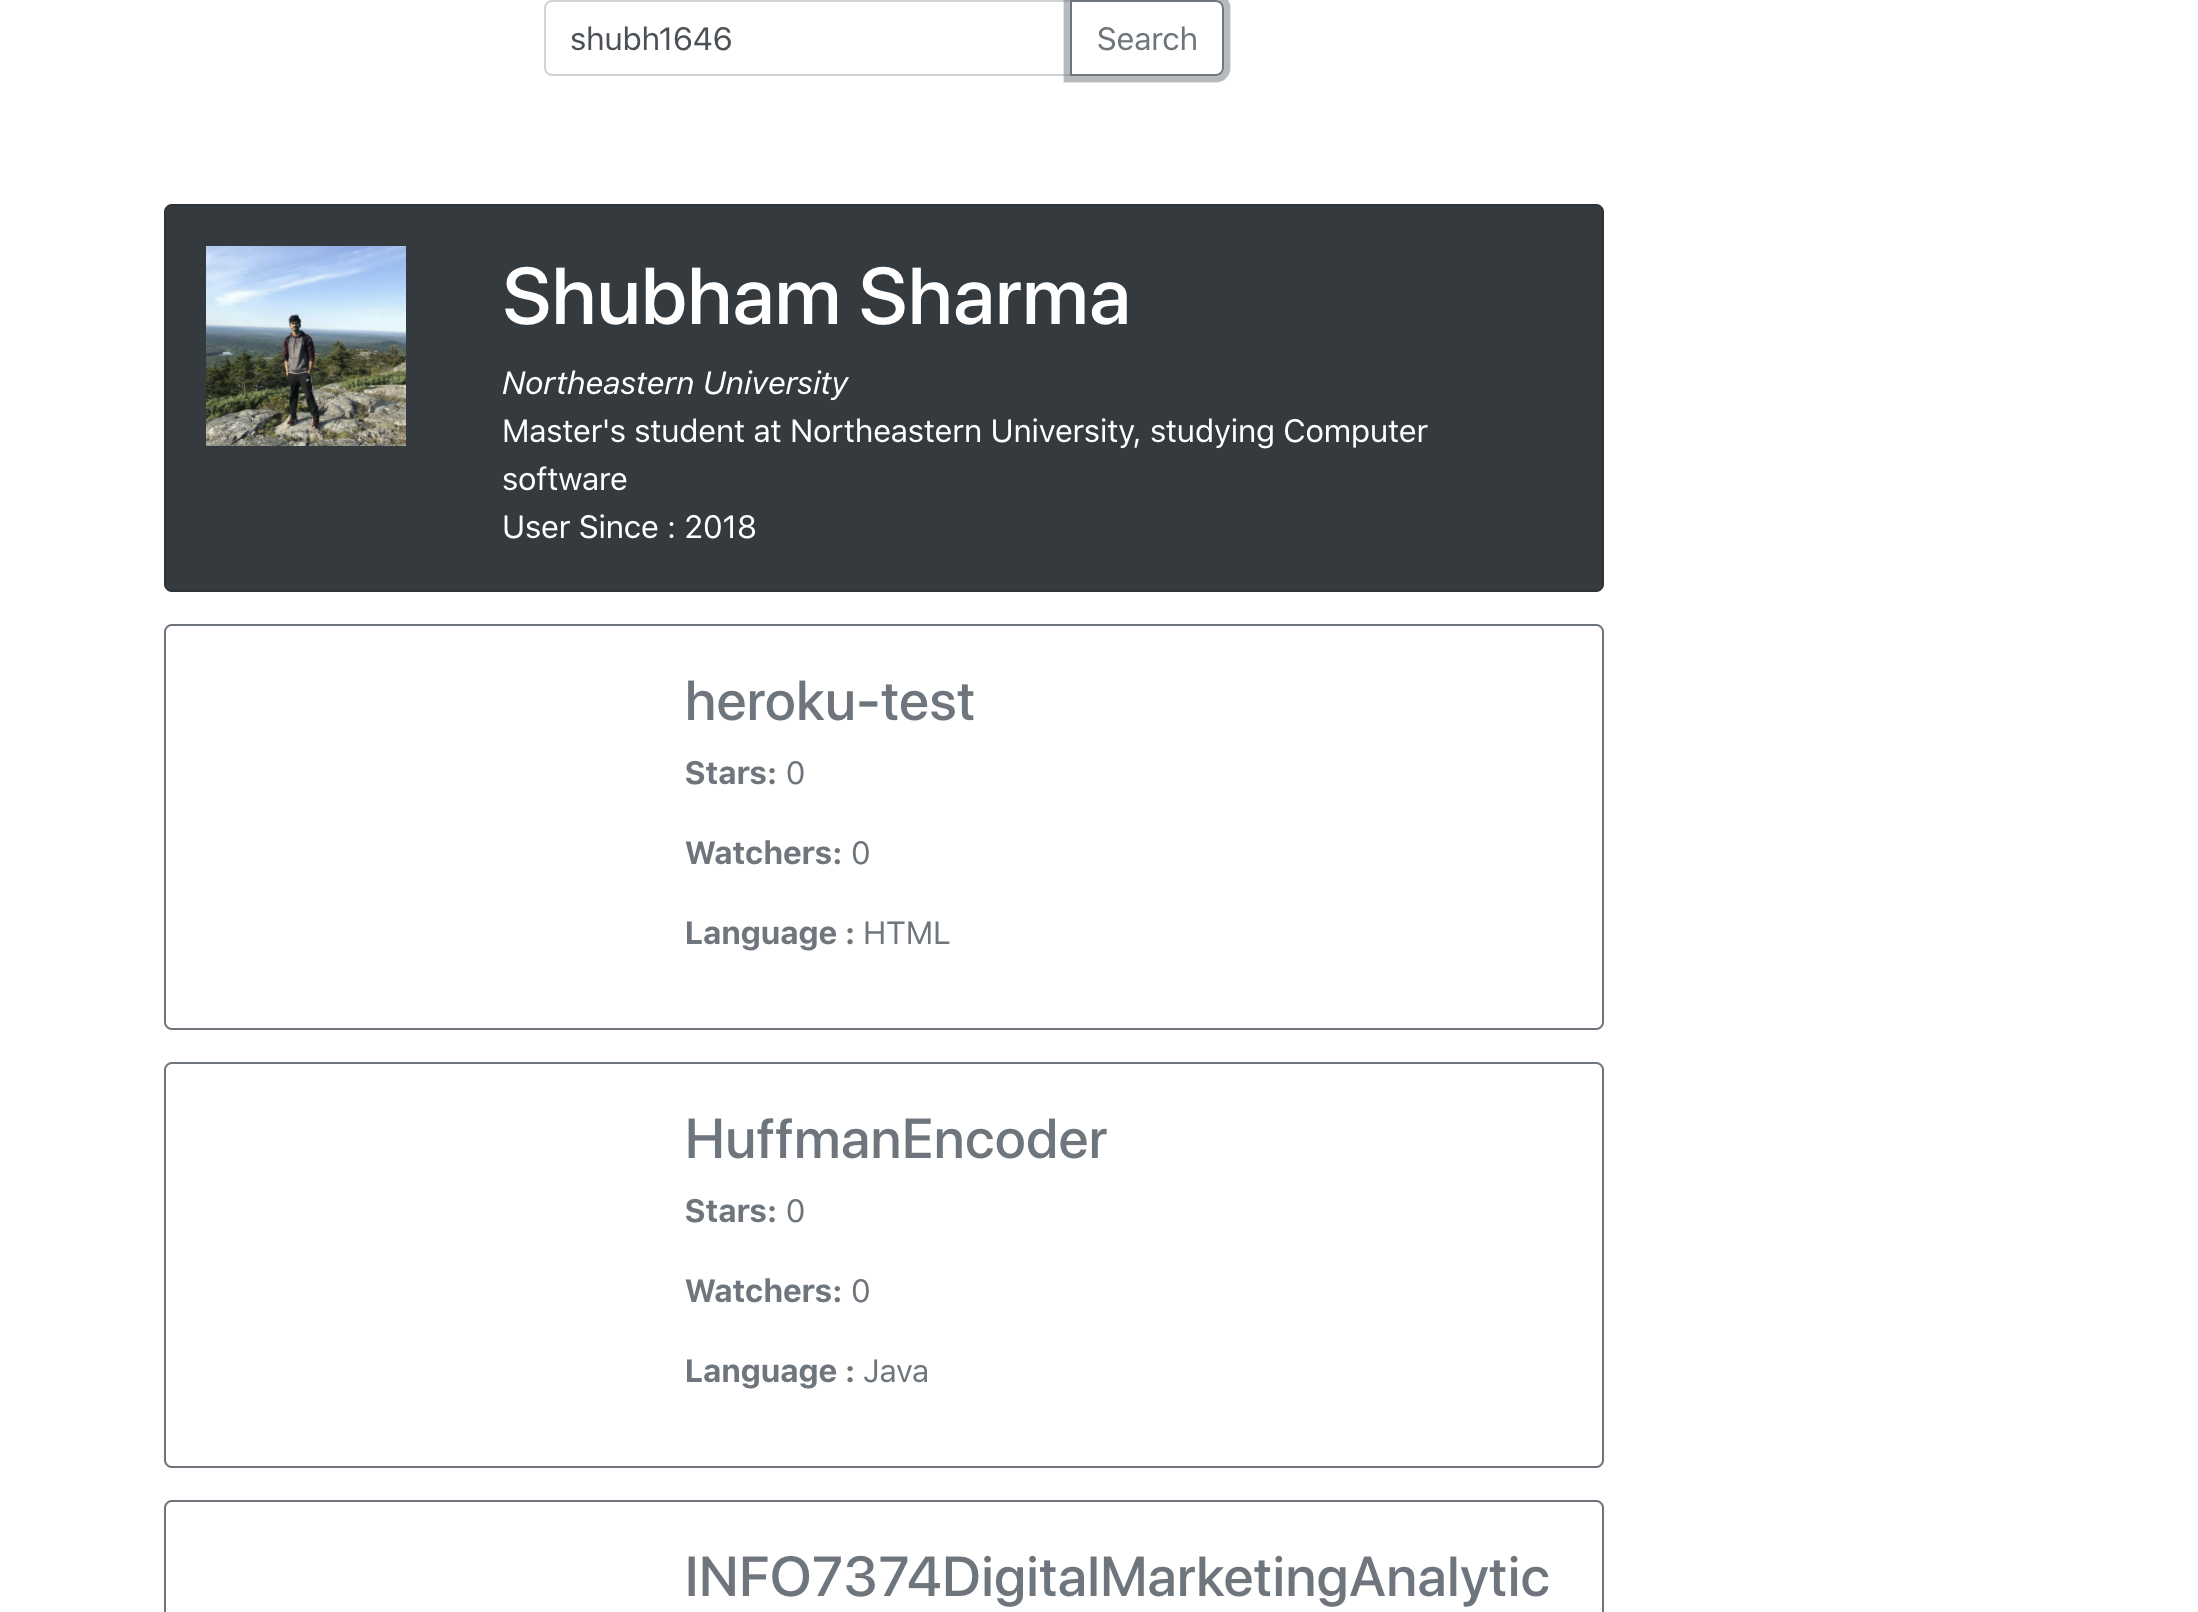 shubh1646
Search
Shubham Sharma
Northeastern University
Master's student at Northeastern University, studying Computer
software
User Since : 2018
heroku-test
Stars: 0
Watchers: 0
Language : HTML
HuffmanEncoder
Stars: 0
Watchers: 0
Language : Java
INFO7374DigitalMarketingAnalytic